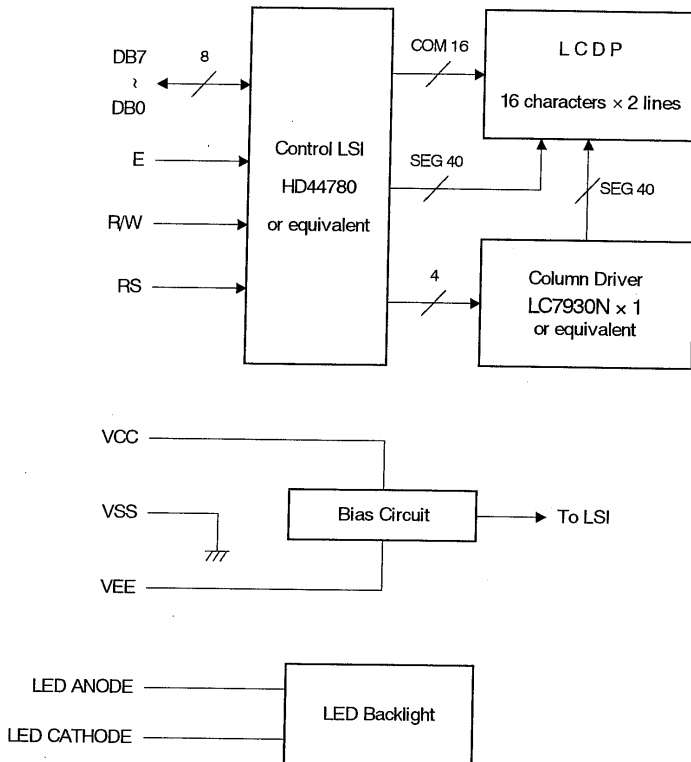 DB7
~
DB0
8
E
R/W
RS
Control LSI
HD44780
or equivalent
COM 16
SEG 40
4
L C D P
16 characters × 2 lines
SEG 40
Column Driver
LC7930N × 1
or equivalent
VCC
VSS
VEE
Bias Circuit
To LSI
LED ANODE
LED CATHODE
LED Backlight